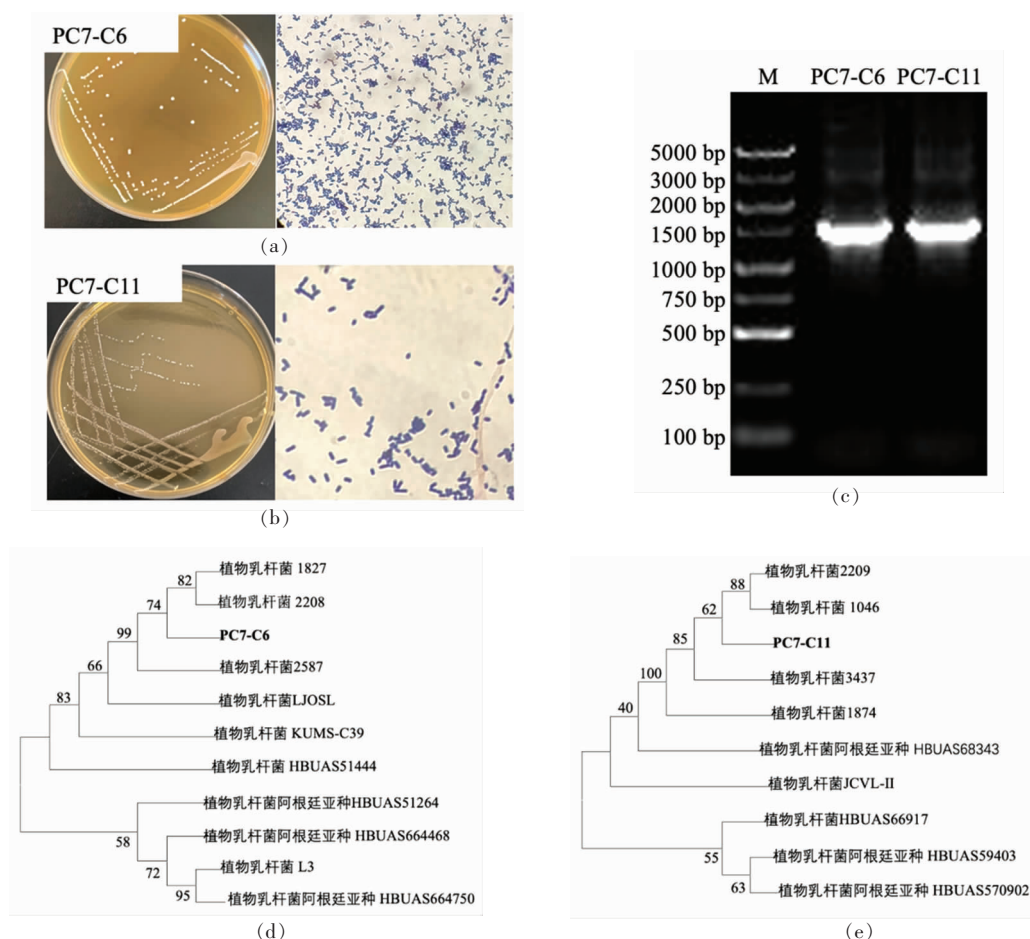 PC7-C6
(a)
PC7-C11
(b)
M PC7-C6 PC7-C11
5000 bp
3000 bp
2000 bp
1500 bp
1000 bp
750 bp
500 bp
250 bp
100 bp
(c)
82 植物乳杆菌 1827
74 植物乳杆菌 2208
99 PC7-C6
66 植物乳杆菌2587
83 植物乳杆菌LJOSL
植物乳杆菌 KUMS-C39
植物乳杆菌 HBUAS51444
植物乳杆菌阿根廷亚种HBUAS51264
58 植物乳杆菌阿根廷亚种 HBUAS664468
72 植物乳杆菌 L3
95 植物乳杆菌阿根廷亚种 HBUAS664750
(d)
88 植物乳杆菌2209
62 植物乳杆菌 1046
85 PC7-C11
100 植物乳杆菌3437
40 植物乳杆菌1874
植物乳杆菌阿根廷亚种 HBUAS68343
植物乳杆菌JCVL-II
植物乳杆菌HBUAS66917
55 植物乳杆菌阿根廷亚种 HBUAS59403
63 植物乳杆菌阿根廷亚种 HBUAS570902
(e)